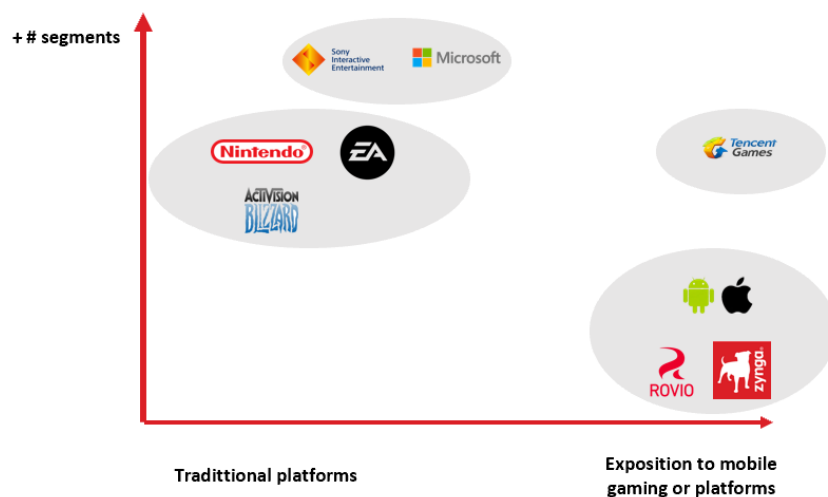 + # segments
Sony
Interactive
Entertainment
Microsoft
Nintendo
EA
ACTIVISION
BLIZZARD
Tencent
Games
ROVIO
zynga
Tradittional platforms
Exposition to mobile
gaming or platforms